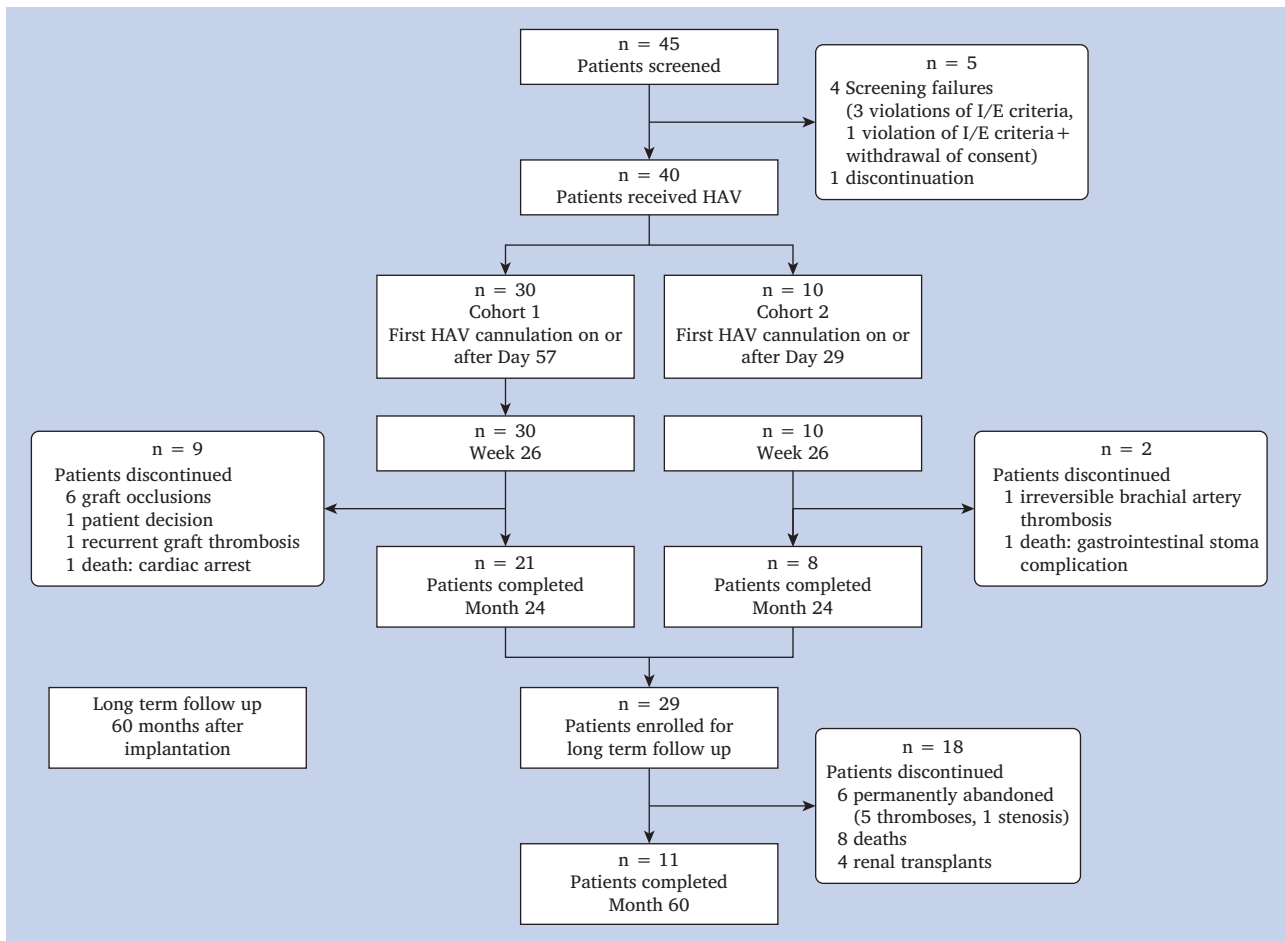 n = 45
Patients screened
n = 5
4 Screening failures
(3 violations of I/E criteria,
1 violation of I/E criteria+
withdrawal of consent)
1 discontinuation
n = 40
Patients received HAV
n = 30
Cohort 1
First HAV cannulation on or
after Day 57
n = 10
Cohort 2
First HAV cannulation on or
after Day 29
n = 30
Week 26
n = 10
Week 26
n = 9
Patients discontinued
6 graft occlusions
1 patient decision
1 recurrent graft thrombosis
1 death: cardiac arrest
n = 2
Patients discontinued
1 irreversible brachial artery
thrombosis
1 death: gastrointestinal stoma
complication
n = 21
Patients completed
Month 24
n = 8
Patients completed
Month 24
Long term follow up
60 months after
implantation
n = 29
Patients enrolled for
long term follow up
n = 18
Patients discontinued
6 permanently abandoned
(5 thromboses, 1 stenosis)
8 deaths
4 renal transplants
n = 11
Patients completed
Month 60